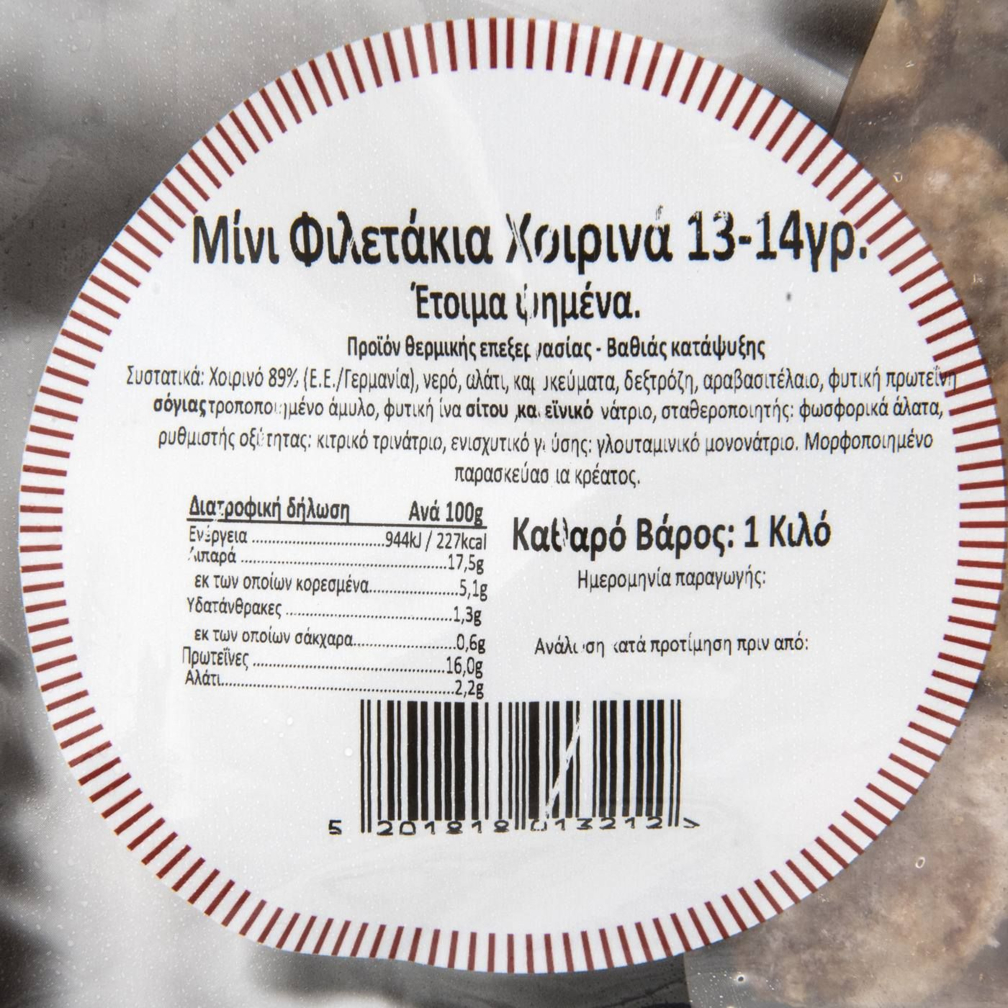 Μίνι Φιλετάκια Χοιρινά 13-14γρ.
Έτοιμα ψημένα.
Προϊόν θερμικής επεξεργασίας - Βαθιάς κατάψυξης
Συστατικά: Χοιρινό 89% (Ε.Ε./Γερμανία), νερό, αλάτι, καρυκεύματα, δεξτρόζη, αραβασιτέλαιο, φυτική πρωτεΐνη
σόγιας τροποποιημένο άμυλο, φυτική ίνα σίτου, καζεϊνικό νάτριο, σταθεροποιητής: φωσφορικά άλατα,
ρυθμιστής οξύτητας: κιτρικό τρινάτριο, ενισχυτικό γεύσης: γλουταμινικό μονονάτριο. Μορφοποιημένο
παρασκεύασμα κρέατος.
Διατροφική δήλωση Ανά 100g
Ενέργεια ..........................944kJ / 227kcal
Λιπαρά ........................................17,5g
εκ των οποίων κορεσμένα.................5,1g
Υδατάνθρακες ................................1,3g
εκ των οποίων σάκχαρα....................0,6g
Πρωτεΐνες .....................................16,0g
Αλάτι..............................................2,2g
Καθαρό Βάρος: 1 Κιλό
Ημερομηνία παραγωγής:
Ανάλωση κατά προτίμηση πριν από:
5 201818 013212 >